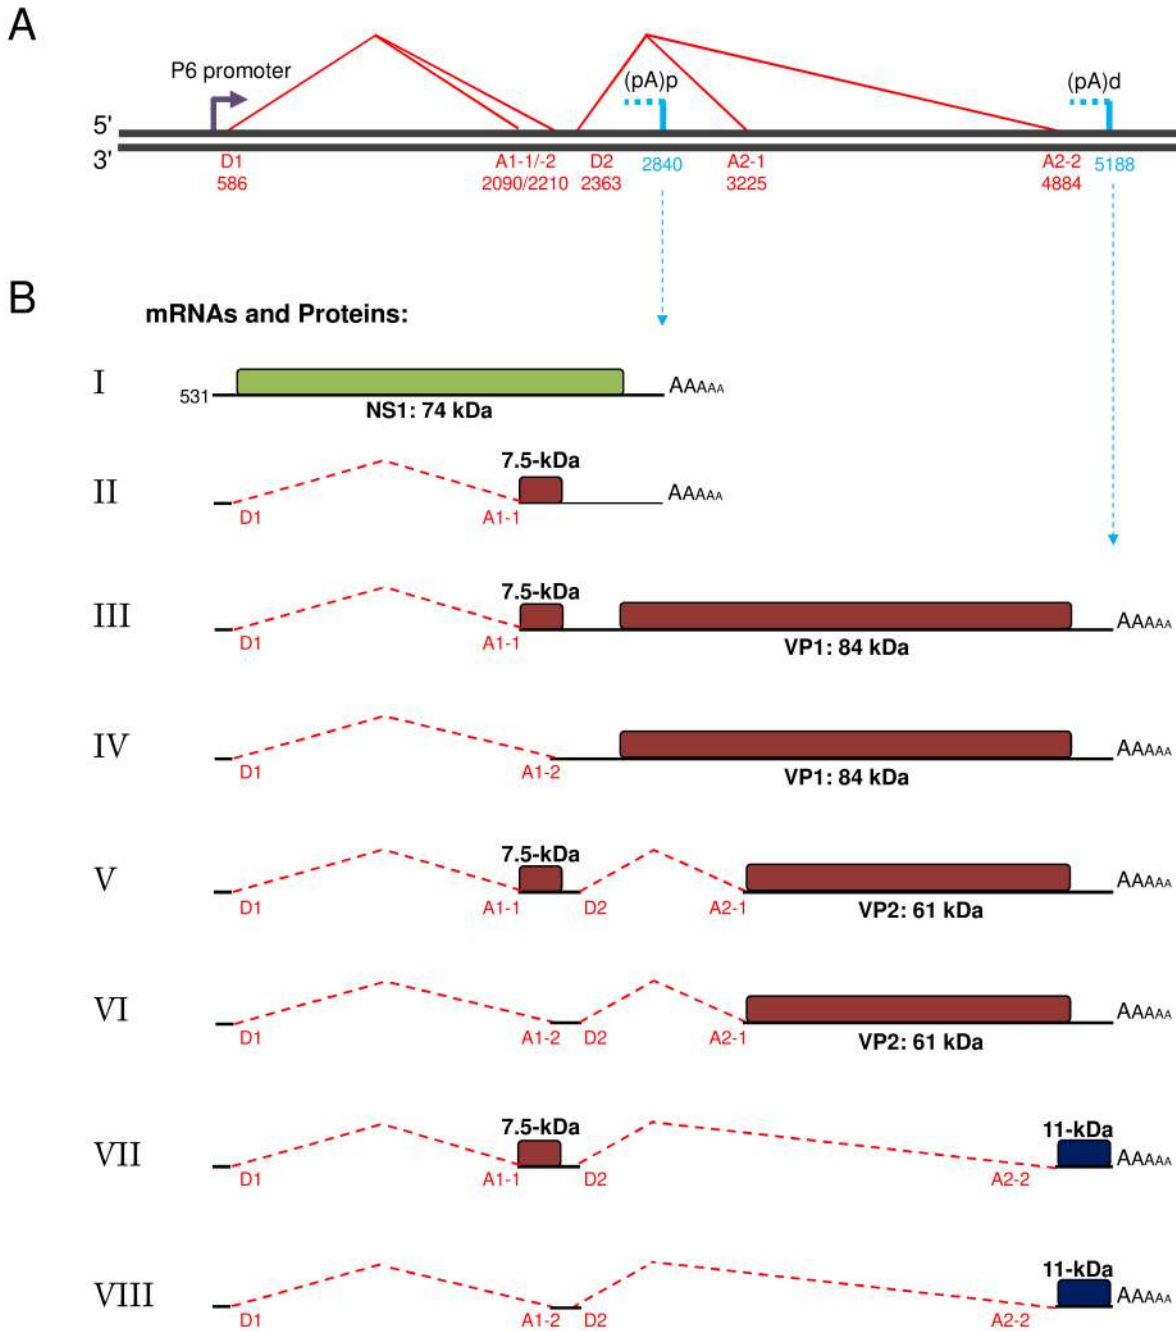 A
P6 promoter (pA)p (pA)d
5'
3' D1 A1-1/-2 D2 2840 A2-1 A2-2 5188
586 2090/2210 2363 3225 4884
B
mRNAs and Proteins:
I 531 AAAAA
NS1: 74 kDa
7.5-kDa
II AAAAA
D1 A1-1
7.5-kDa
III AAAAA
D1 A1-1 VP1: 84 kDa
IV AAAAA
D1 A1-2 VP1: 84 kDa
7.5-kDa
V AAAAA
D1 A1-1 D2 A2-1 VP2: 61 kDa
VI AAAAA
D1 A1-2 D2 A2-1 VP2: 61 kDa
7.5-kDa 11-kDa
VII AAAAA
D1 A1-1 D2 A2-2
11-kDa
VIII AAAAA
D1 A1-2 D2 A2-2